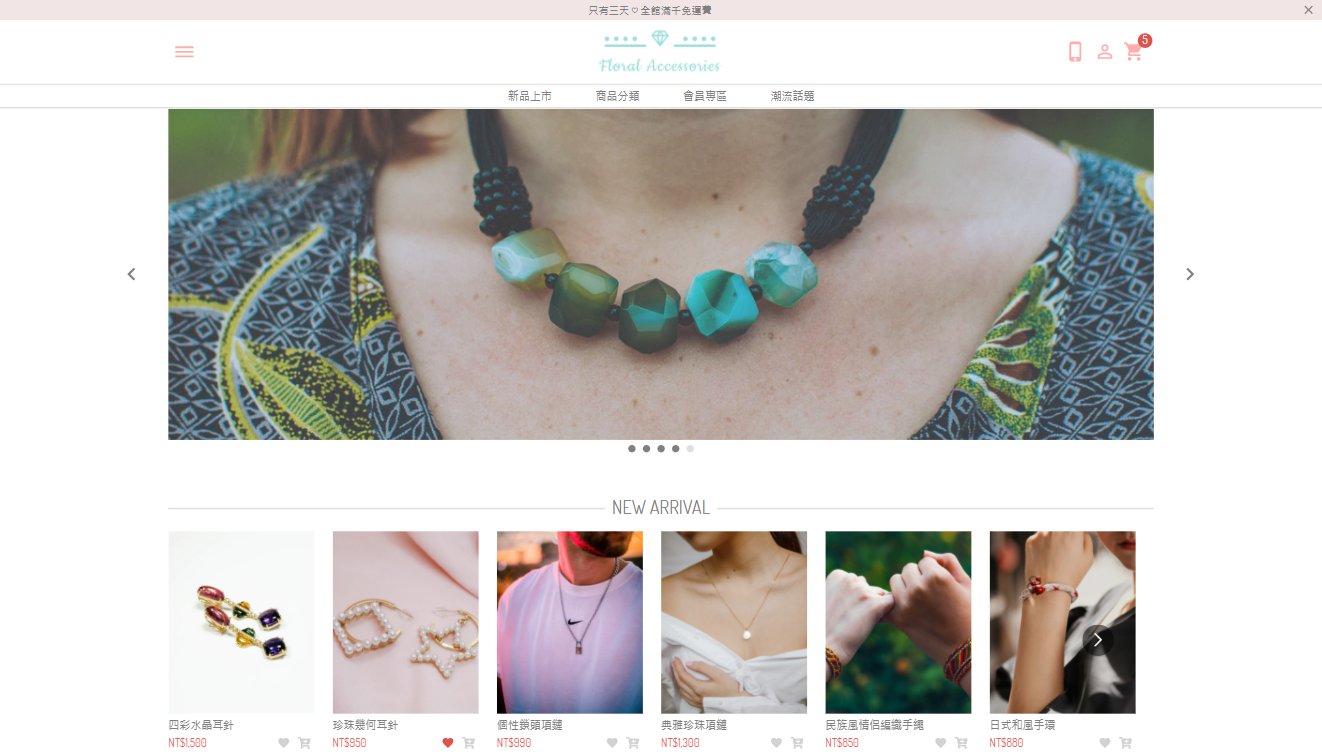 只有三天♡全館滿千免運費
5
Floral Accessories
新品上市 商品分類 會員專區 潮流話題
NEW ARRIVAL
四彩水晶耳針 珍珠幾何耳針 個性鎖頭項鏈 典雅珍珠項鏈 民族風情侶編織手繩 日式和風手環
NT$1,500 NT$950 NT$990 NT$1,300 NT$850 NT$880